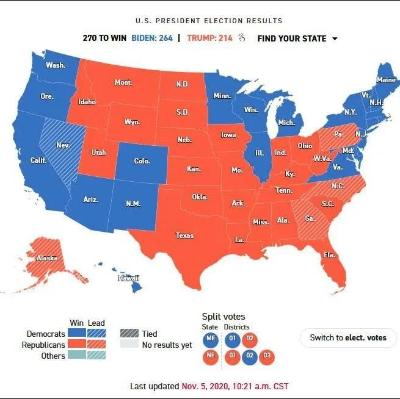 U.S. PRESIDENT ELECTION RESULTS
270 TO WIN BIDEN: 264 | TRUMP: 214 FIND YOUR STATE
Wash.
Mont.
N.D.
Minn.
Maine
Vt.
N.H.
Ore.
Idaho
S.D.
Wis.
Mich.
N.Y.
Wyo.
Iowa
Pa.
N.J.
Nev.
Neb.
Ohio
Md.
Utah
Colo.
Ill.
Ind.
W.Va.
Va.
Calif.
Kan.
Mo.
Ky.
N.C.
Ariz.
N.M.
Okla.
Ark.
Tenn.
S.C.
Miss.
Ala.
Ga.
Texas
La.
Fla.
Alaska
Hawaii
Split votes
Win Lead
State Districts
Democrats
Tied
ME 01 02
Republicans
No results yet
NE 01 02 03
Others
Switch to elect. votes
Last updated Nov. 5, 2020, 10:21 a.m. CST